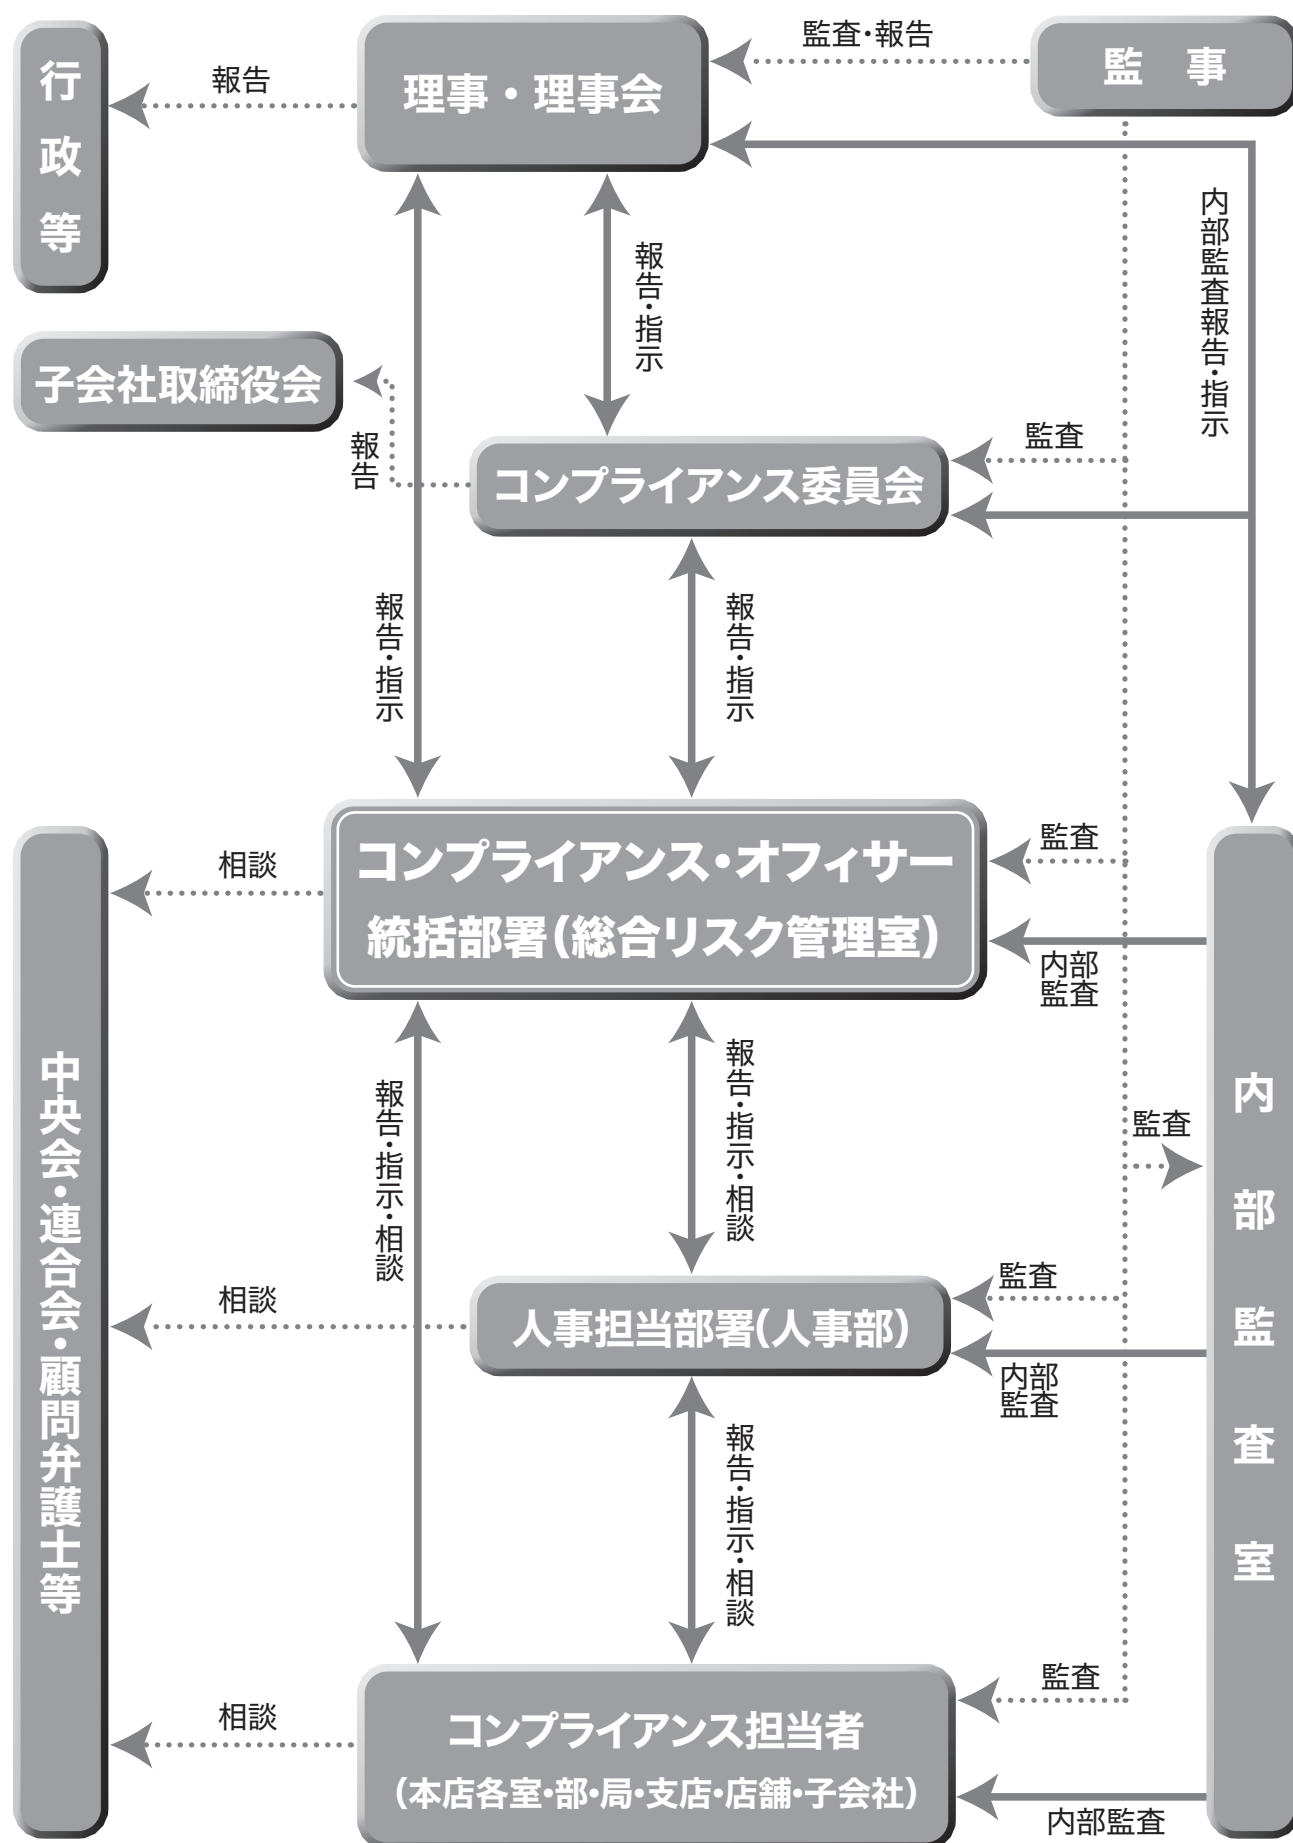 監査・報告
行政等
報告
理事・理事会
監　事
内部監査報告・指示
報告・指示
子会社取締役会
報告
監査
コンプライアンス委員会
報告・指示
報告・指示
相談
コンプライアンス・オフィサー
統括部署(総合リスク管理室)
監査
内部
監査
中央会・連合会・顧問弁護士等
報告・指示・相談
報告・指示・相談
監査
内部監査室
相談
人事担当部署(人事部)
監査
内部
監査
報告・指示・相談
相談
コンプライアンス担当者
(本店各室・部・局・支店・店舗・子会社)
監査
内部監査